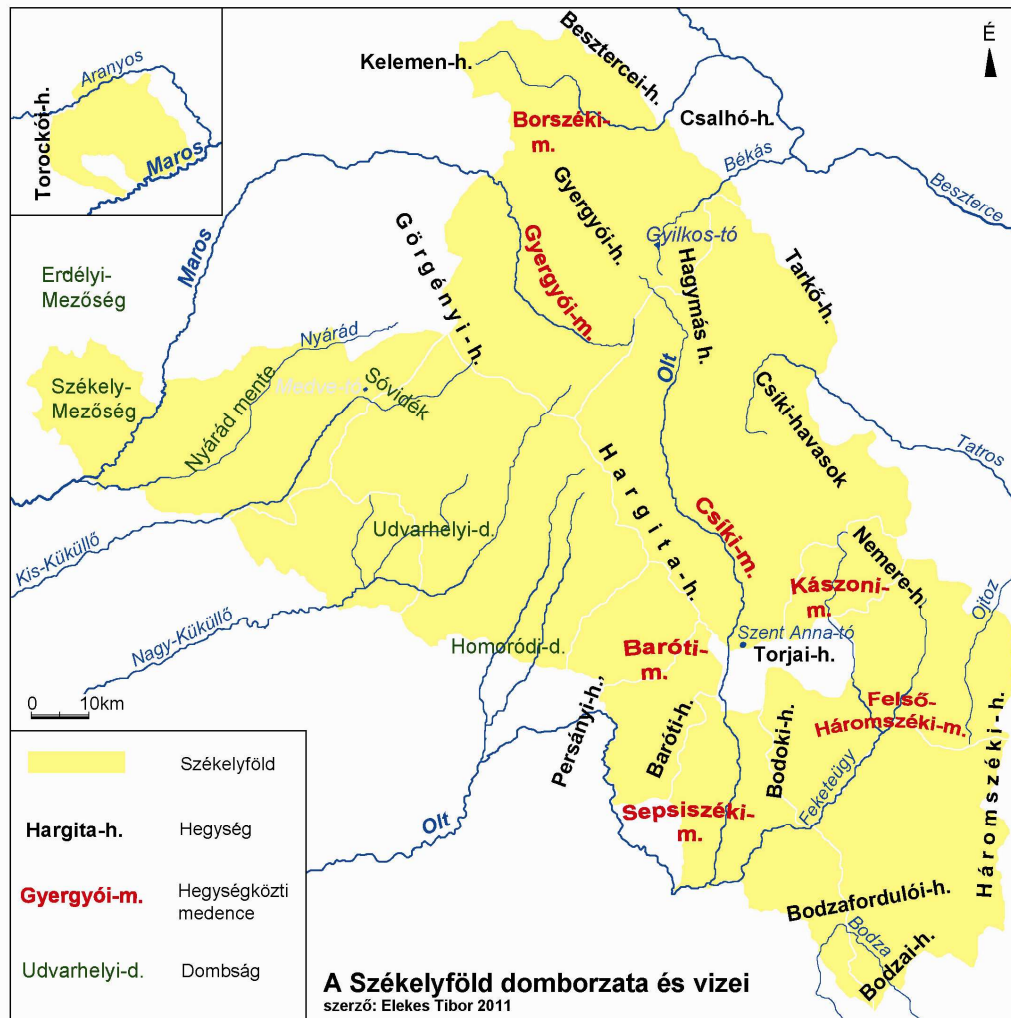 Aranyos
Torockói-h.
Maros
Kelemen-h.
Besztercei-h.
É
Borszéki-
m.
Csalhó-h.
Békás
Beszterce
Maros
Görgényi-h.
Gyergyói-h.
Gyergyói-m.
Gyilkos-tó
Hagymás h.
Tarkő-h.
Erdélyi-
Mezőség
Nyárád
Székely-
Mezőség
Nyárád mente
Medve-tó
Sóvidék
Olt
Csíki-havasok
Tatros
Hargita-h.
Csíki-m.
Udvarhelyi-d.
Kis-Küküllő
Nemere-h.
Kászoni-
m.
Ojtoz
Nagy-Küküllő
Homoródi-d.
Baróti-
m.
Szent Anna-tó
Torjai-h.
0 10km
Persányi-h.,
Baróti-h.
Bodoki-h.
Felső-
Háromszéki-m.
Háromszéki-h.
Feketeügy
Sepsiszéki-
m.
Olt
Bodzafordulói-h.
Bodza
Bodzai-h.
Székelyföld
Hargita-h.
Hegység
Gyergyói-m.
Hegységközti
medence
Udvarhelyi-d.
Dombság
A Székelyföld domborzata és vizei
szerző: Elekes Tibor 2011